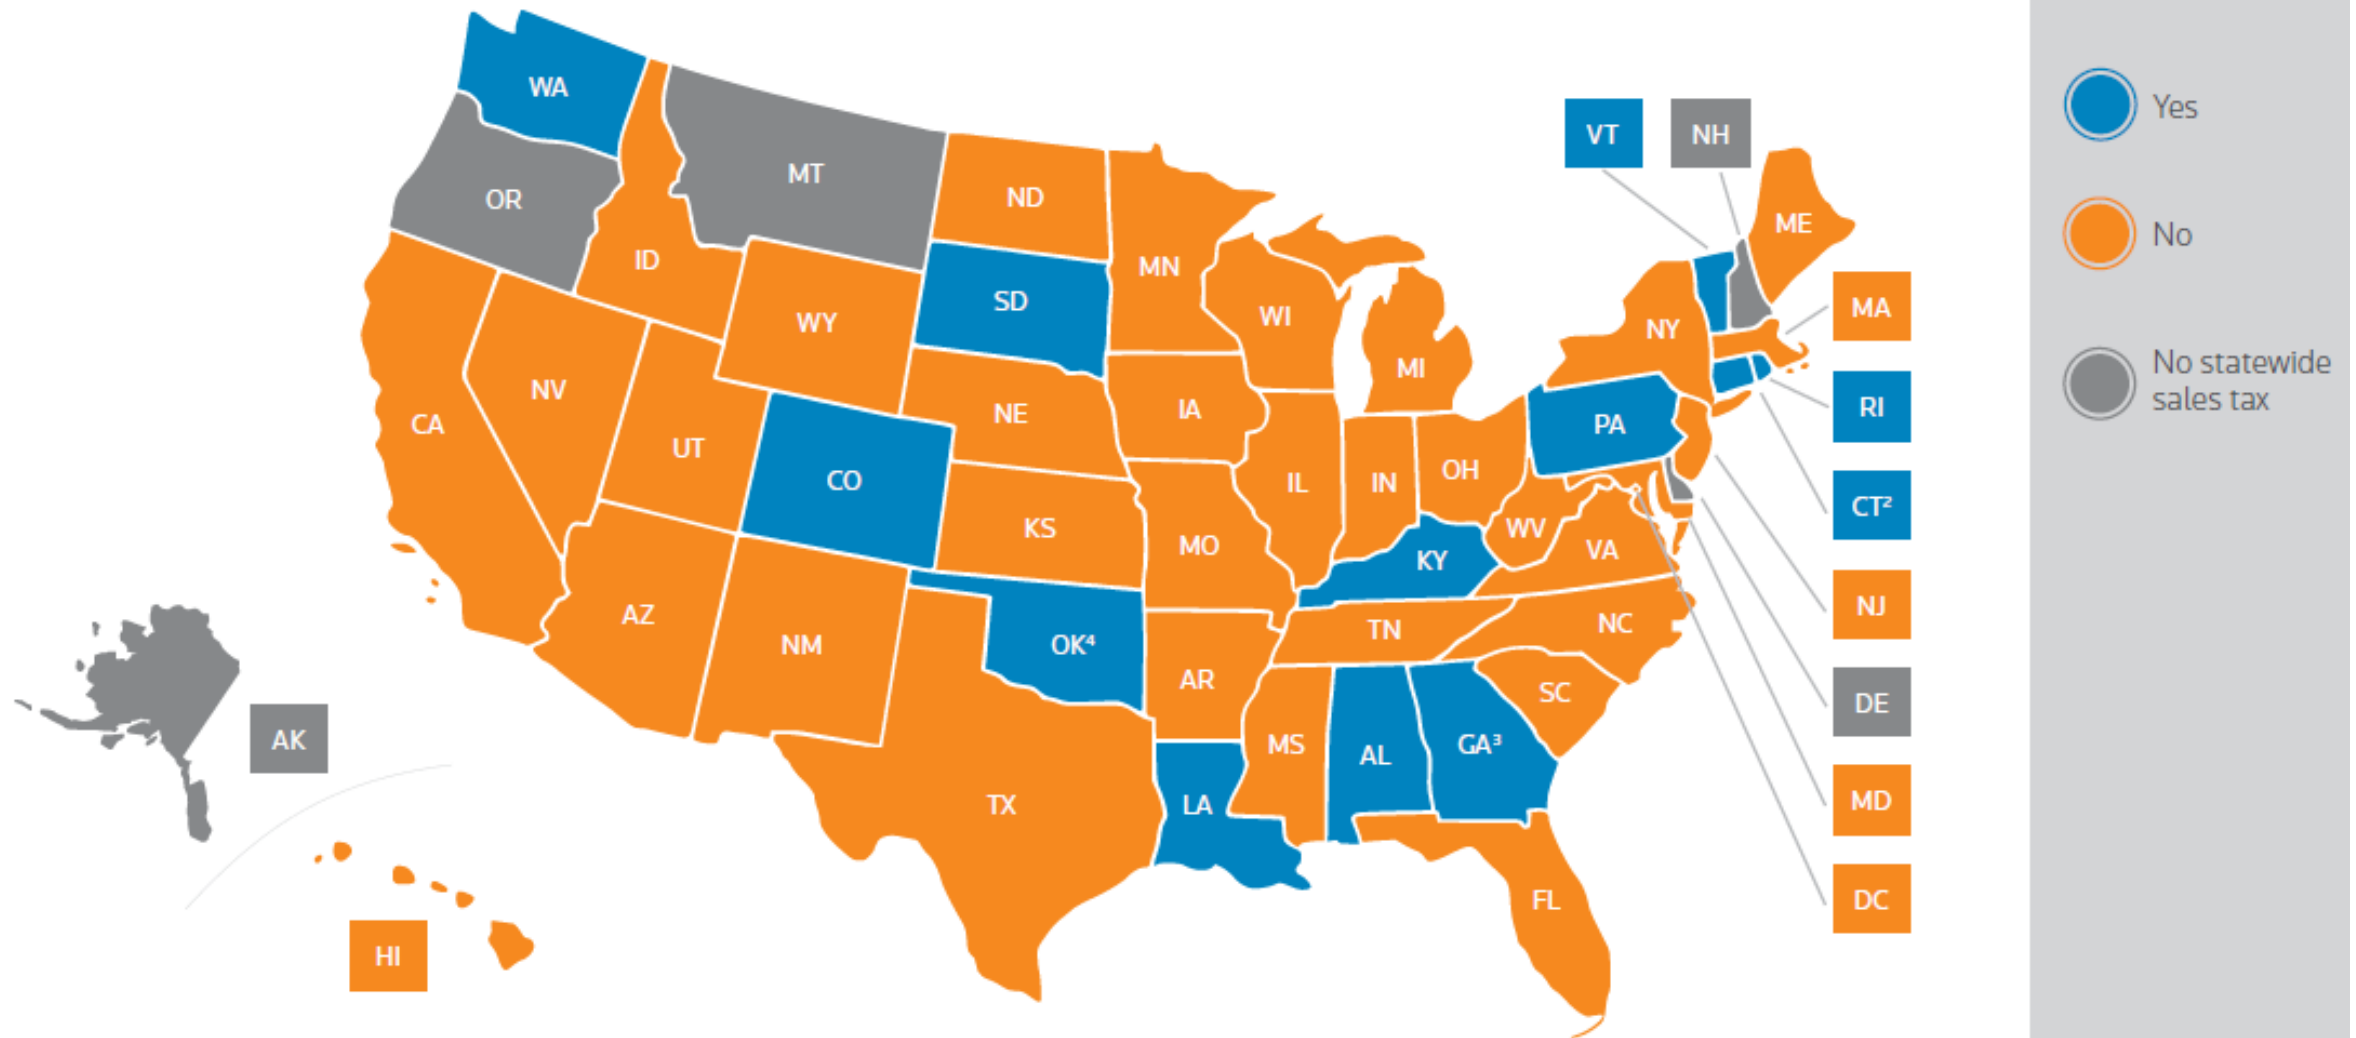 WA
VT
NH
Yes
MT
OR
ND
ME
No
ID
MN
SD
MA
WY
WI
NY
No statewide
sales tax
MI
NV
NE
IA
RI
CA
PA
UT
CO
IL
IN
OH
CT²
KS
WV
MO
VA
KY
AZ
NM
OK⁴
TN
NC
NJ
AR
SC
DE
AK
MS
AL
GA³
TX
LA
MD
FL
DC
HI